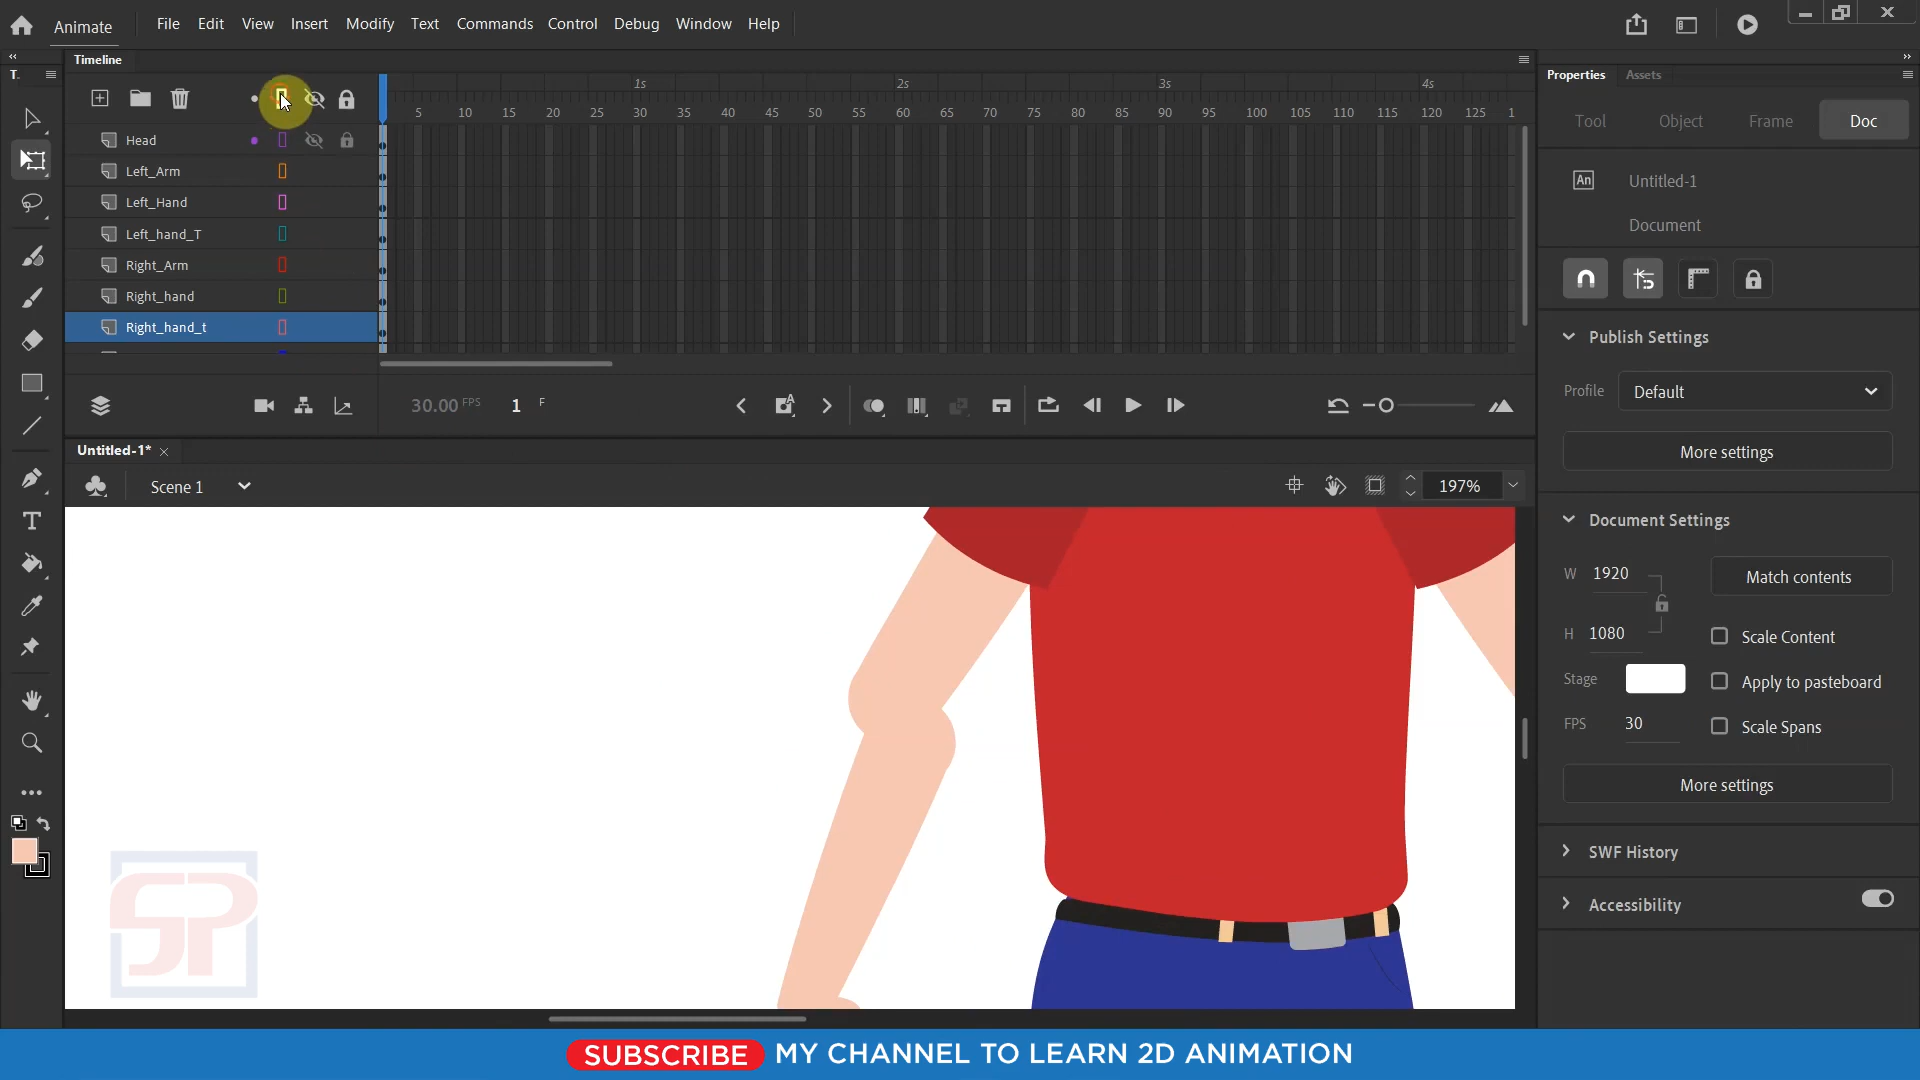 Animate File Edit View Insert Modify Text Commands Control Debug Window Help
Timeline
T.
1s 2s 3s 4s
5 10 15 20 25 30 35 40 45 50 55 60 65 70 75 80 85 90 95 100 105 110 115 120 125 1
Head
Left_Arm
Left_Hand
Left_hand_T
Right_Arm
Right_hand
Right_hand_t
30.00 FPS 1 F
Untitled-1*
Scene 1
197%
SP
Properties Assets
Tool Object Frame Doc
An Untitled-1
Document
Publish Settings
Profile Default
More settings
Document Settings
W 1920 Match contents
H 1080 Scale Content
Stage Apply to pasteboard
FPS 30 Scale Spans
More settings
SWF History
Accessibility
SUBSCRIBE MY CHANNEL TO LEARN 2D ANIMATION